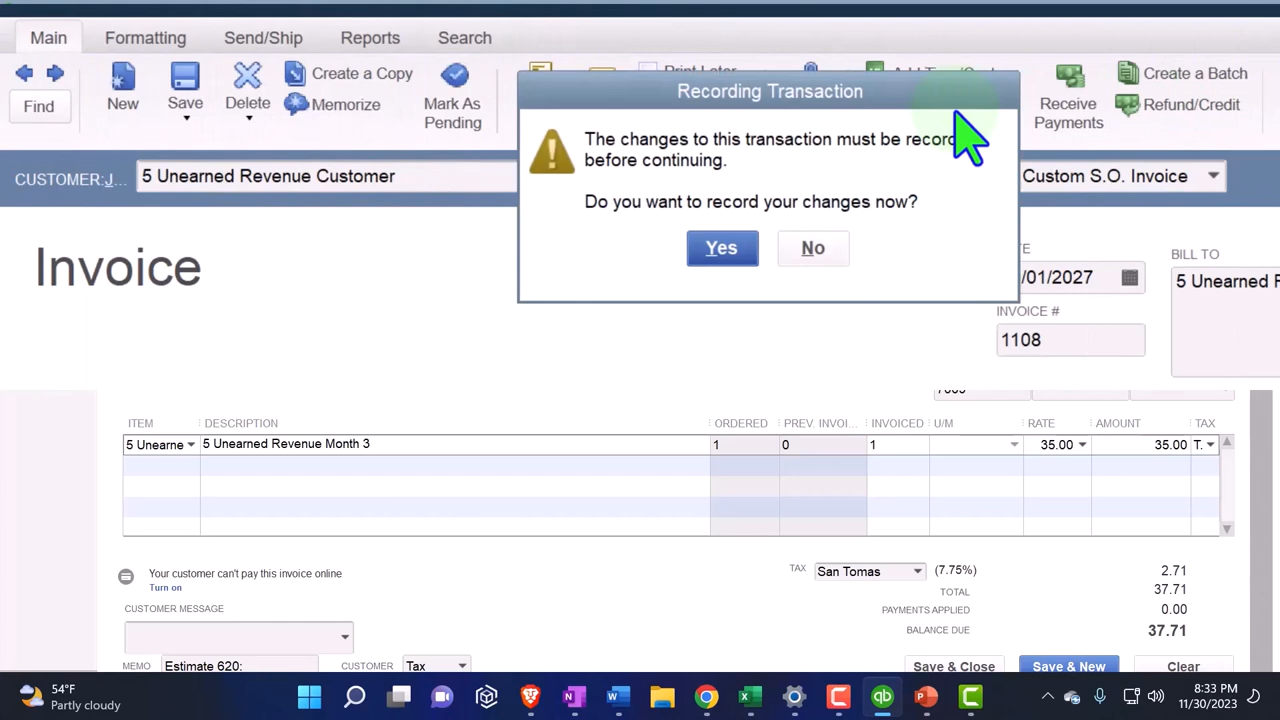 Main Formatting Send/Ship Reports Search
Create a Copy
Create a Batch
Find New Save Delete Memorize Mark As Pending Receive Payments Refund/Credit
Recording Transaction
The changes to this transaction must be
before continuing.
Do you want to record your changes now?
Yes No
CUSTOMER:J... 5 Unearned Revenue Customer Custom S.O. Invoice
Invoice
BILL TO
/01/2027 5 Unearned
INVOICE #
1108
ITEM DESCRIPTION ORDERED PREV. INVOI... INVOICED U/M RATE AMOUNT TAX
5 Unearne 5 Unearned Revenue Month 3 1 0 1 35.00 35.00 T.
Your customer can't pay this invoice online
Turn on
TAX San Tomas (7.75%) 2.71
TOTAL 37.71
CUSTOMER MESSAGE
PAYMENTS APPLIED 0.00
BALANCE DUE 37.71
MEMO Estimate 620: CUSTOMER Tax Save & Close Save & New Clear
54°F
Partly cloudy
8:33 PM
11/30/2023